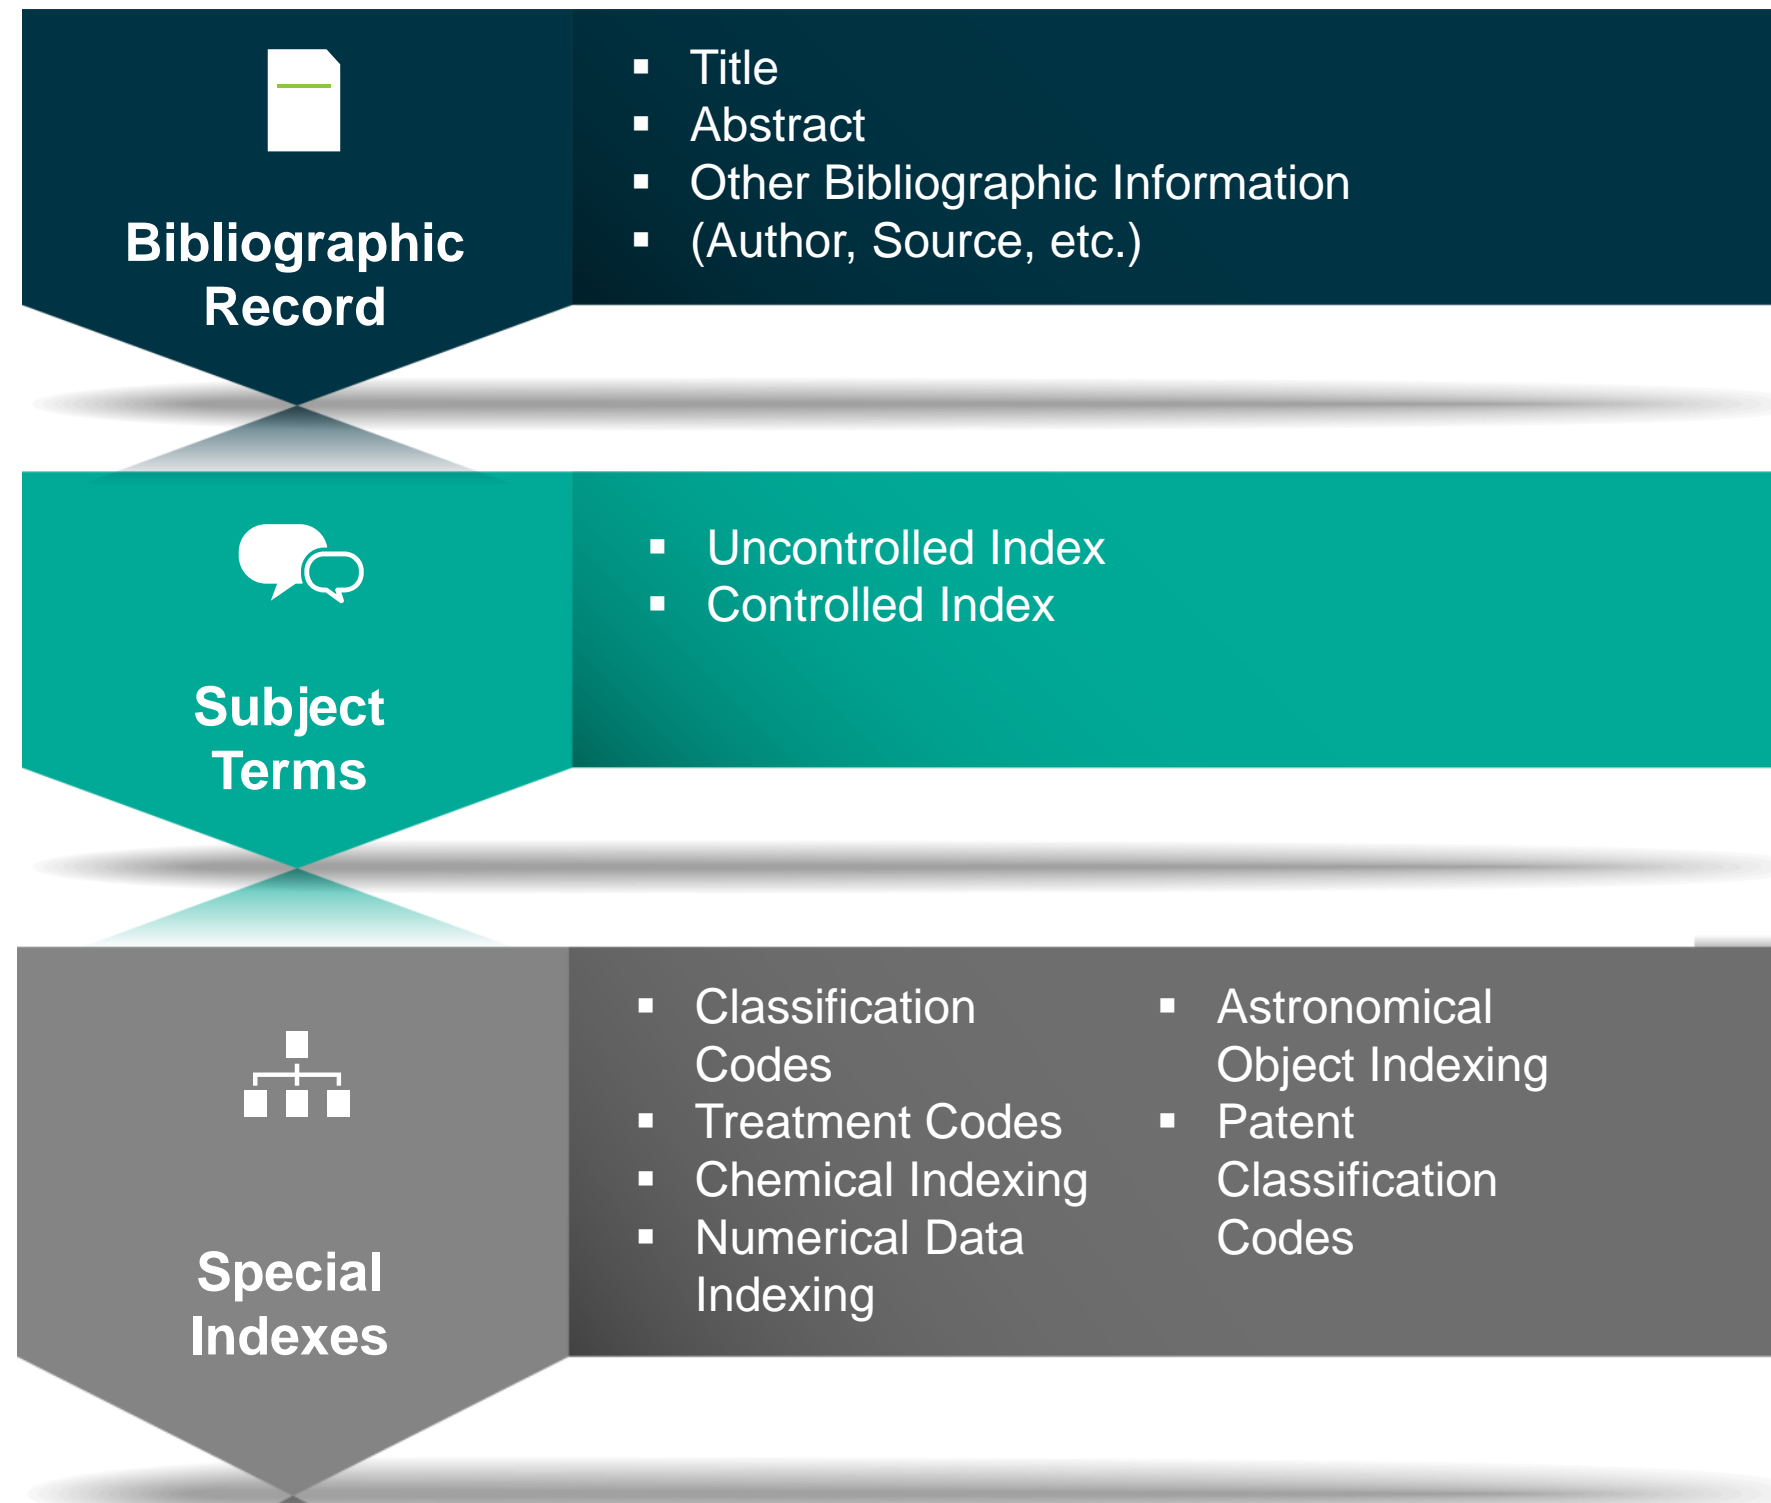 Bibliographic
Record
▪ Title
▪ Abstract
▪ Other Bibliographic Information
▪ (Author, Source, etc.)
Subject
Terms
▪ Uncontrolled Index
▪ Controlled Index
Special
Indexes
▪ Classification
Codes
▪ Treatment Codes
▪ Chemical Indexing
▪ Numerical Data
Indexing
▪ Astronomical
Object Indexing
▪ Patent
Classification
Codes